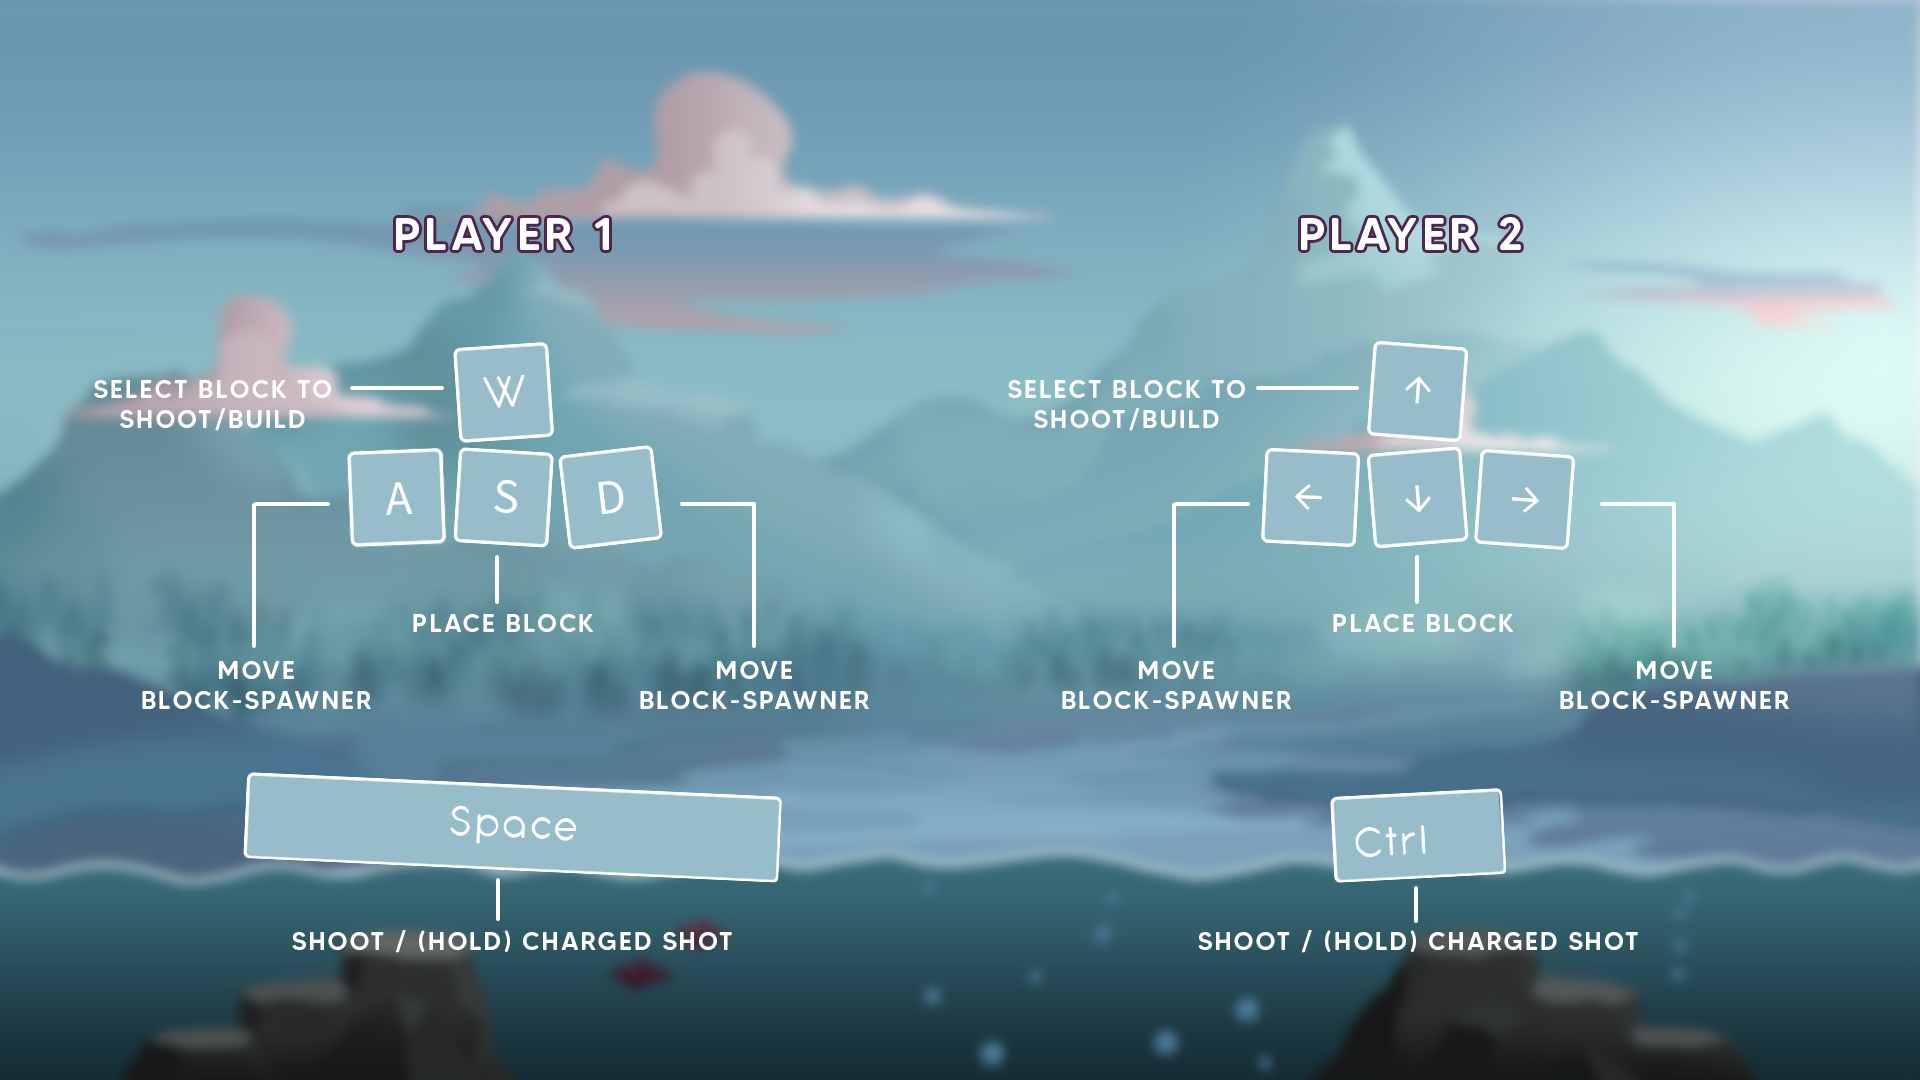 PLAYER 1
SELECT BLOCK TO
SHOOT/BUILD
W
A
S
D
PLACE BLOCK
MOVE
BLOCK-SPAWNER
MOVE
BLOCK-SPAWNER
Space
SHOOT / (HOLD) CHARGED SHOT
PLAYER 2
SELECT BLOCK TO
SHOOT/BUILD
↑
←
↓
→
PLACE BLOCK
MOVE
BLOCK-SPAWNER
MOVE
BLOCK-SPAWNER
Ctrl
SHOOT / (HOLD) CHARGED SHOT